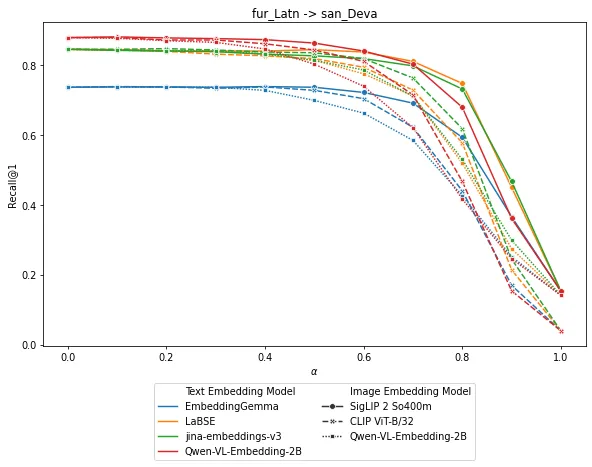 fur_Latn -> san_Deva
Recall@1
0.8
0.6
0.4
0.2
0.0
0.0 0.2 0.4 0.6 0.8 1.0
α
Text Embedding Model
EmbeddingGemma
LaBSE
jina-embeddings-v3
Qwen-VL-Embedding-2B
Image Embedding Model
SigLIP 2 So400m
CLIP ViT-B/32
Qwen-VL-Embedding-2B